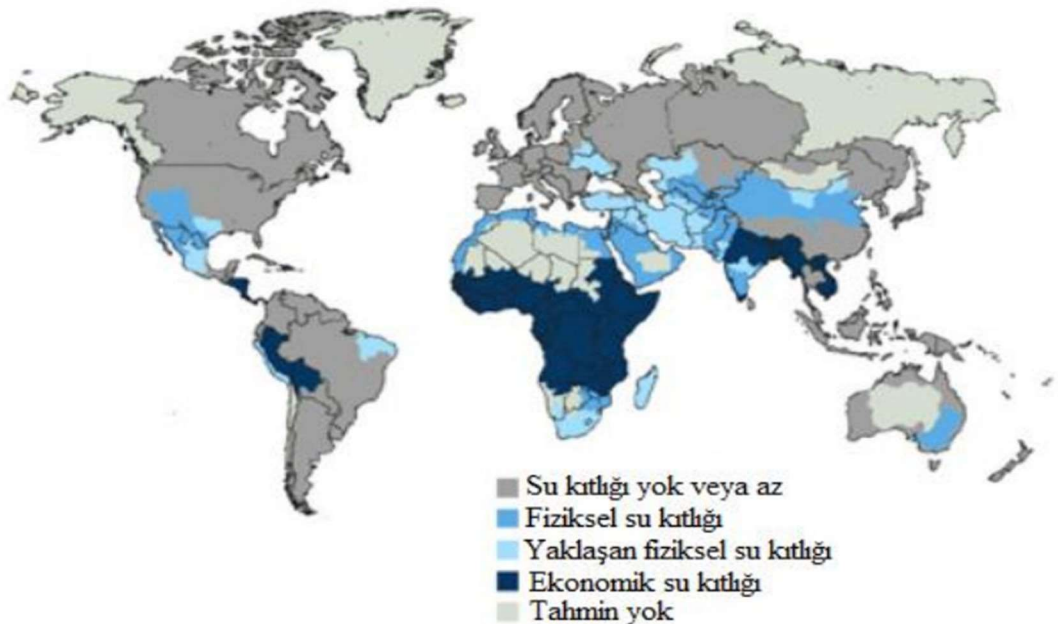 Su kıtlığı yok veya az
Fiziksel su kıtlığı
Yaklaşan fiziksel su kıtlığı
Ekonomik su kıtlığı
Tahmin yok